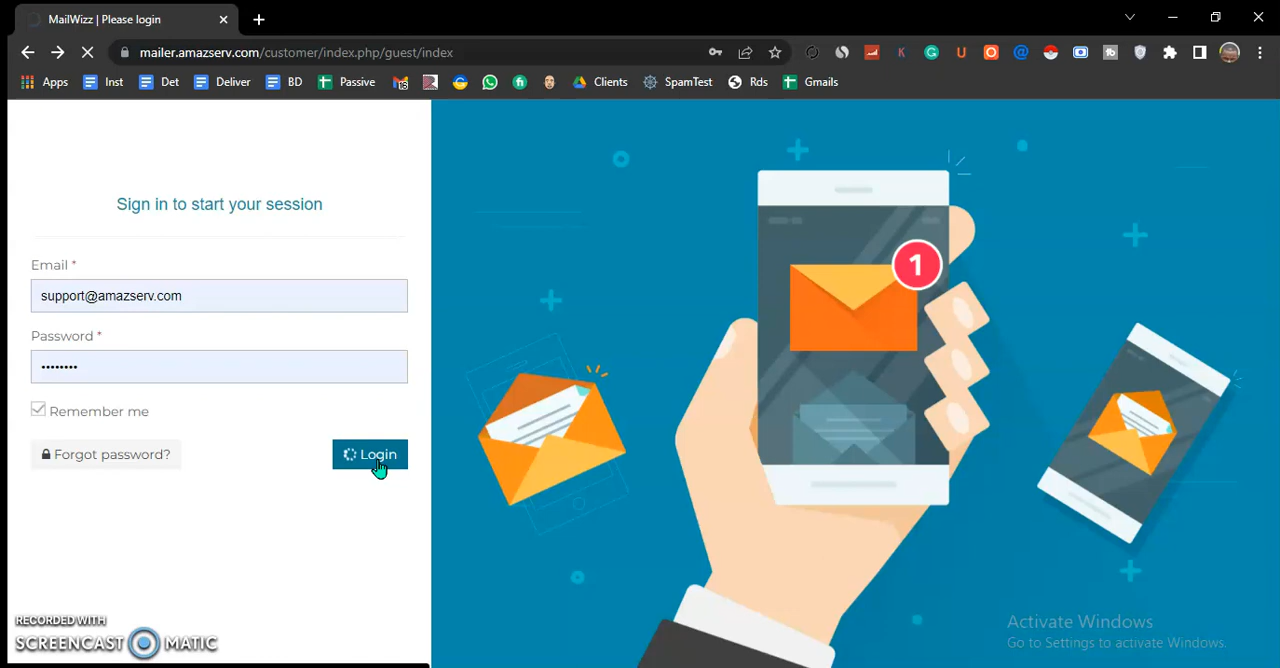 MailWizz | Please login
mailer.amazserv.com/customer/index.php/guest/index
Apps Inst Det Deliver BD Passive Clients SpamTest Rds Gmails
Sign in to start your session
Email *
support@amazserv.com
Password *
••••••••
Remember me
Forgot password? Login
1
RECORDED WITH
SCREENCAST MATIC
Activate Windows
Go to Settings to activate Windows.